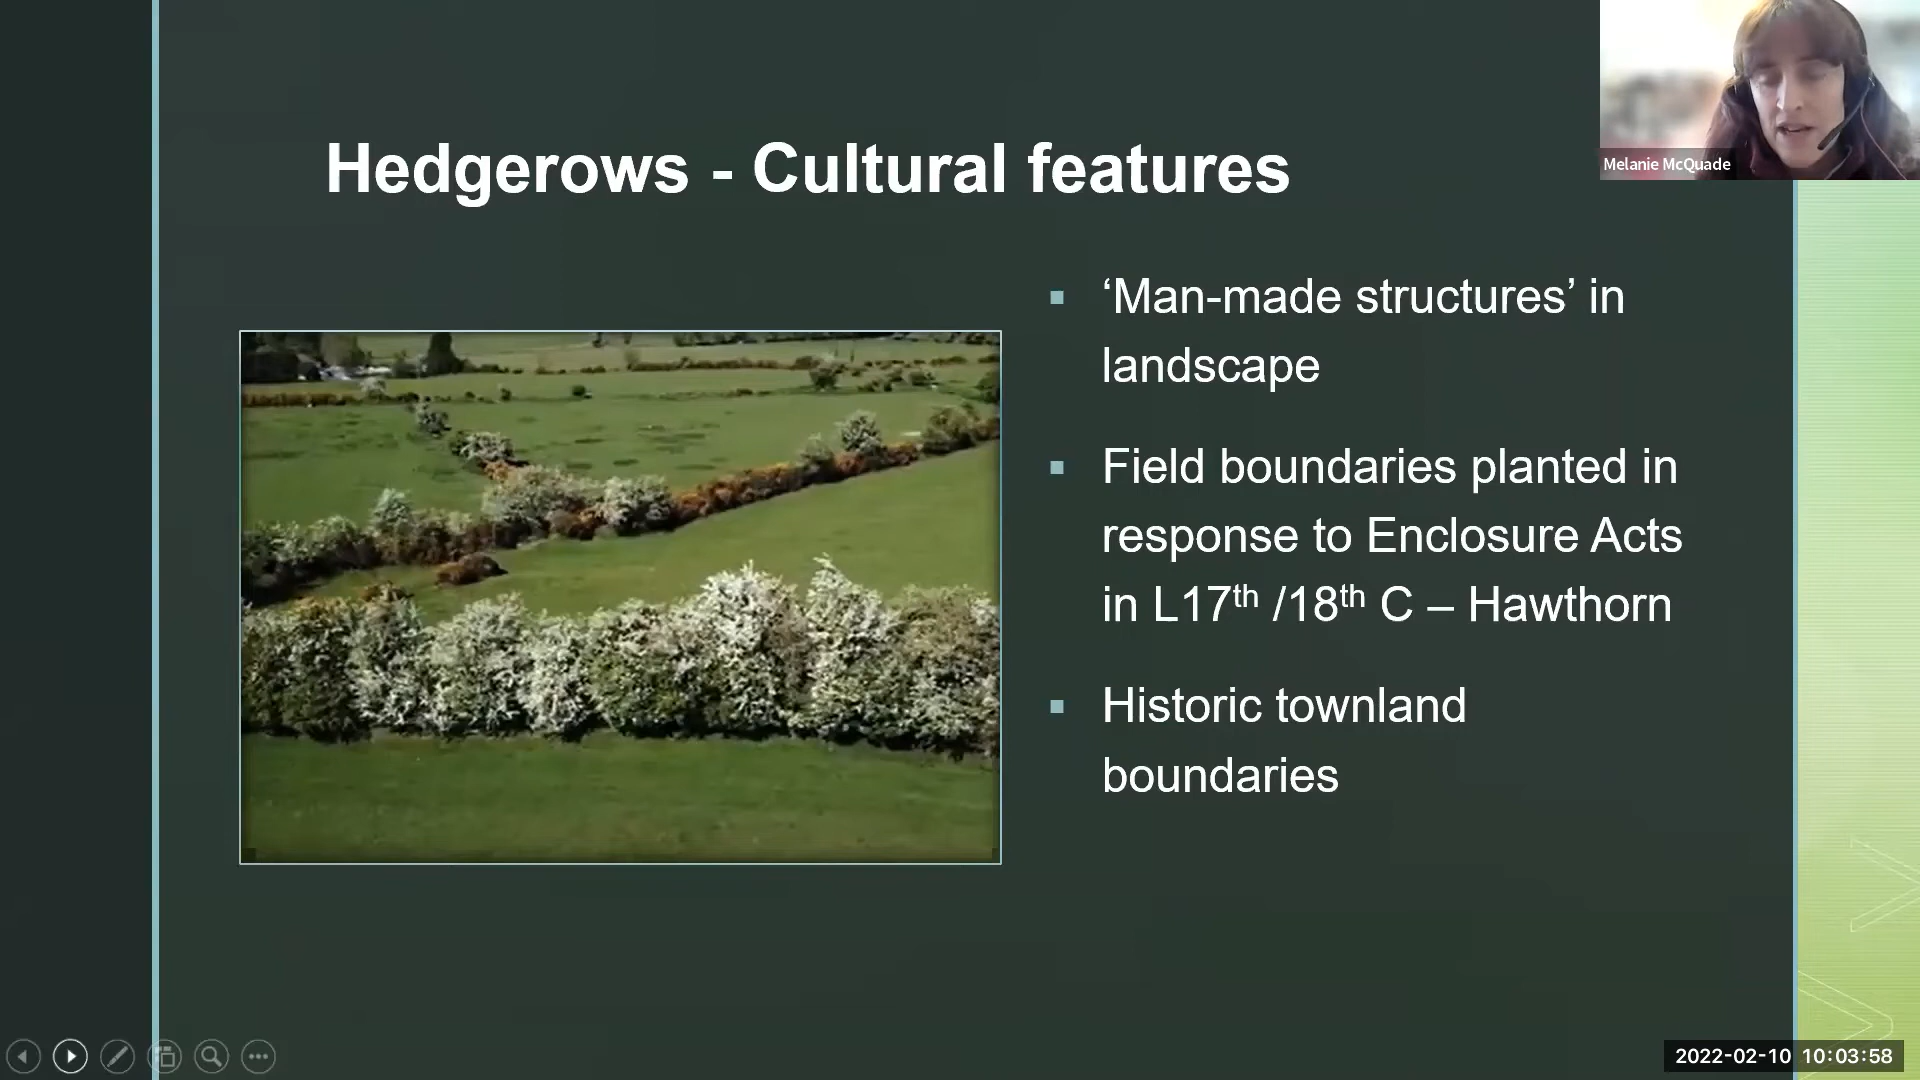 Melanie McQuade
Hedgerows - Cultural features
▪ ‘Man-made structures’ in
landscape
▪ Field boundaries planted in
response to Enclosure Acts
in L17th /18th C – Hawthorn
▪ Historic townland
boundaries
2022-02-10 10:03:58